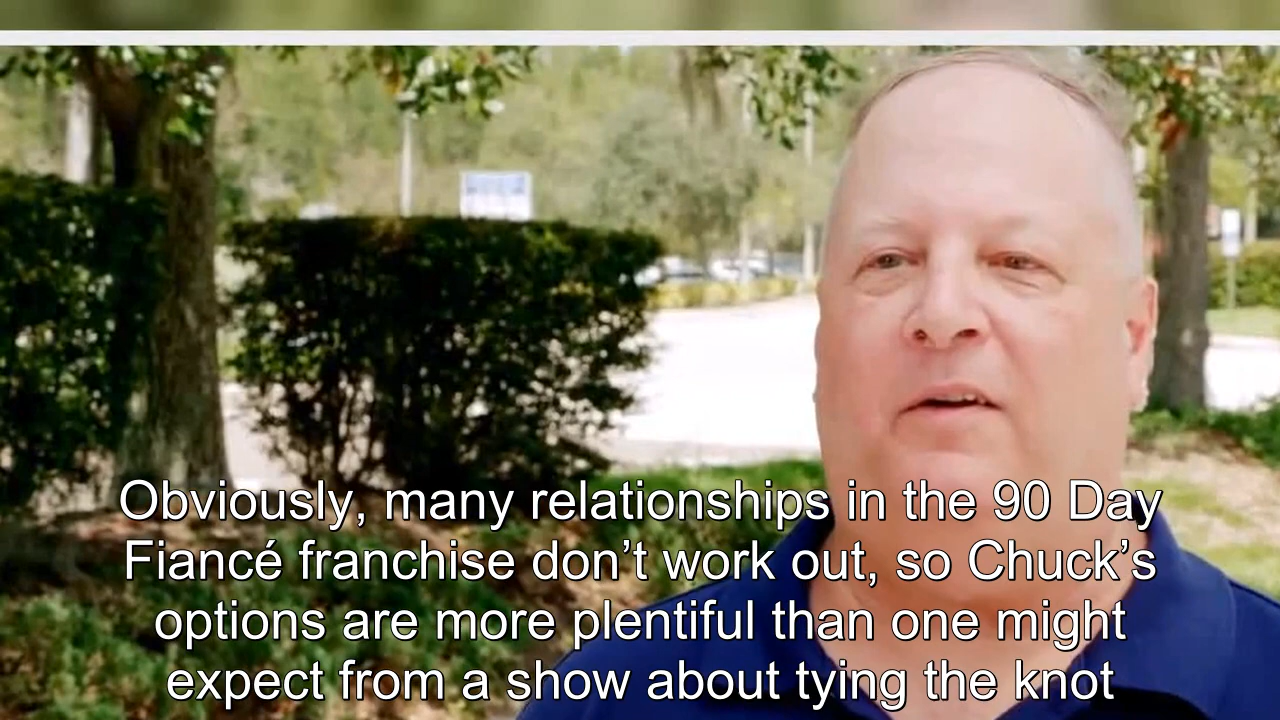 Obviously, many relationships in the 90 Day
Fiancé franchise don’t work out, so Chuck’s
options are more plentiful than one might
expect from a show about tying the knot